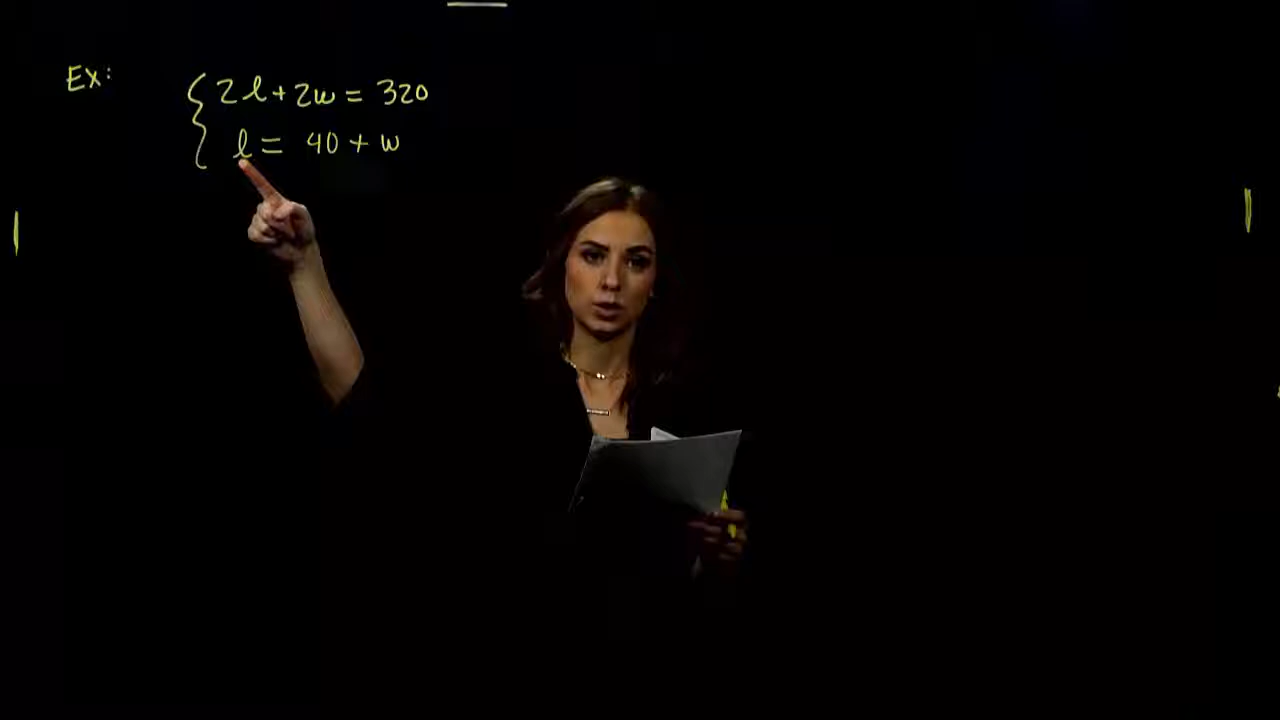 Ex:
2l + 2w = 320
l = 40 + w